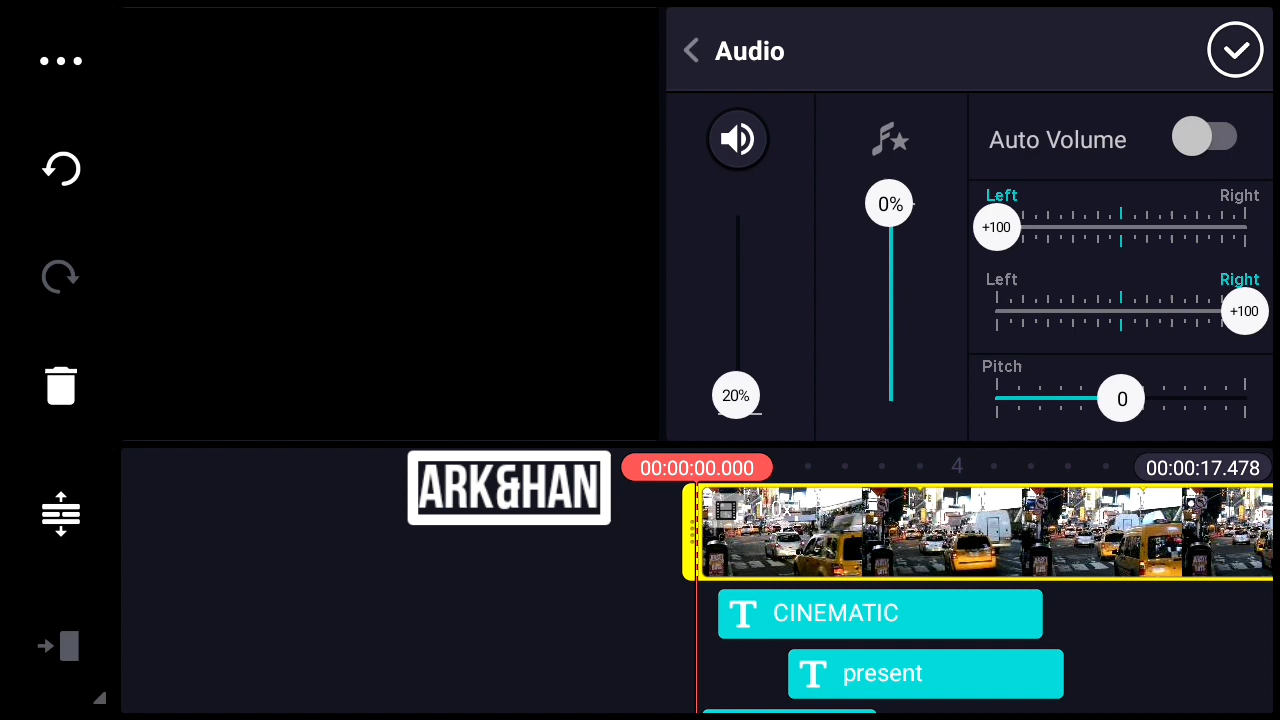 Audio
Auto Volume
0%
Left Right
+100
Left Right
+100
20%
Pitch
0
ARK&HAN
00:00:00.000
4
00:00:17.478
CINEMATIC
present